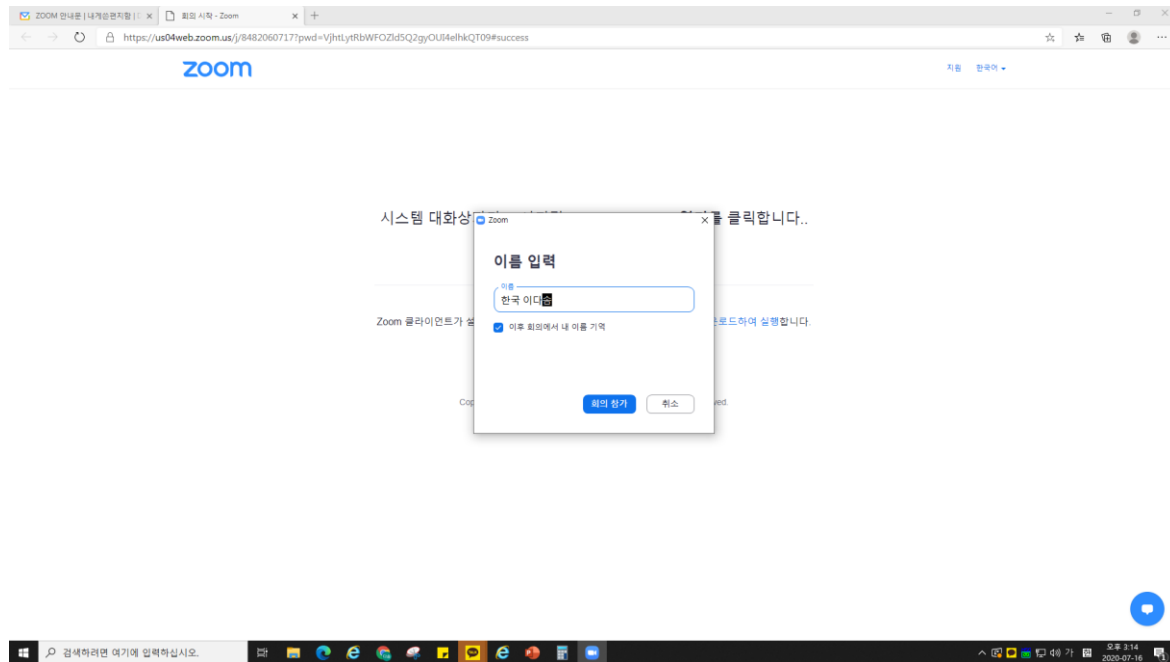 ZOOM 안내문 | 내게쓴편지함 |
회의 시작 - Zoom
https://us04web.zoom.us/j/8482060717?pwd=VjhtLytRbWFOZld5Q2gyOUI4elhkQT09#success
zoom
지원 한국어
시스템 대화상 를 클릭합니다..
Zoom
이름 입력
이름
한국 이다솜
이후 회의에서 내 이름 기억
Zoom 클라이언트가 설 로드하여 실행합니다.
회의 참가 취소
Cop ved.
검색하려면 여기에 입력하십시오.
가
오후 3:14
2020-07-16